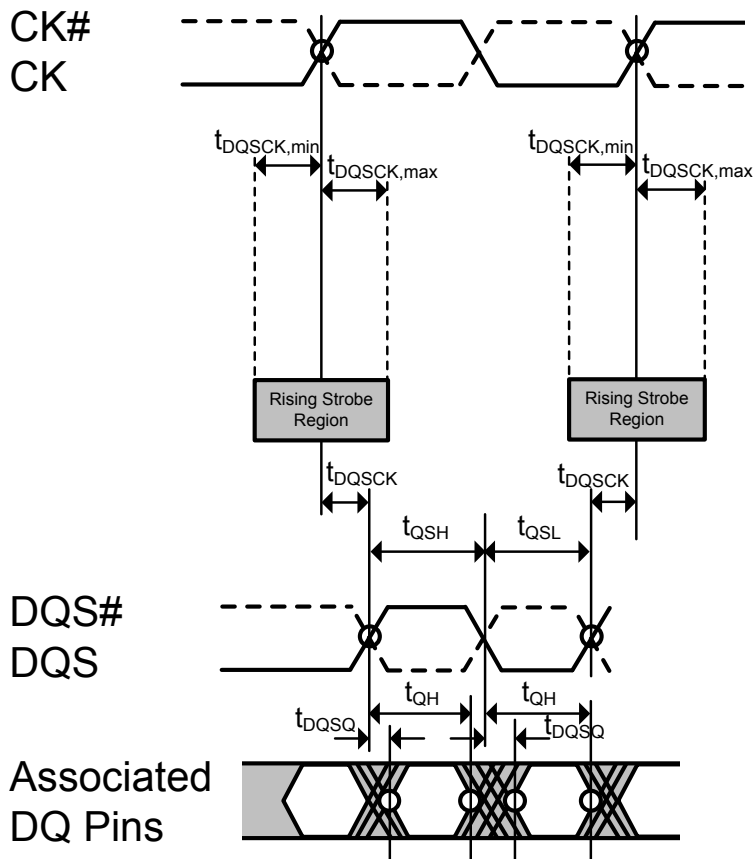 CK#
CK
tDQSCK,min
tDQSCK,max
tDQSCK,min
tDQSCK,max
Rising Strobe
Region
Rising Strobe
Region
tDQSCK
tDQSCK
tQSH
tQSL
DQS#
DQS
tQH
tQH
tDQSQ
tDQSQ
Associated
DQ Pins